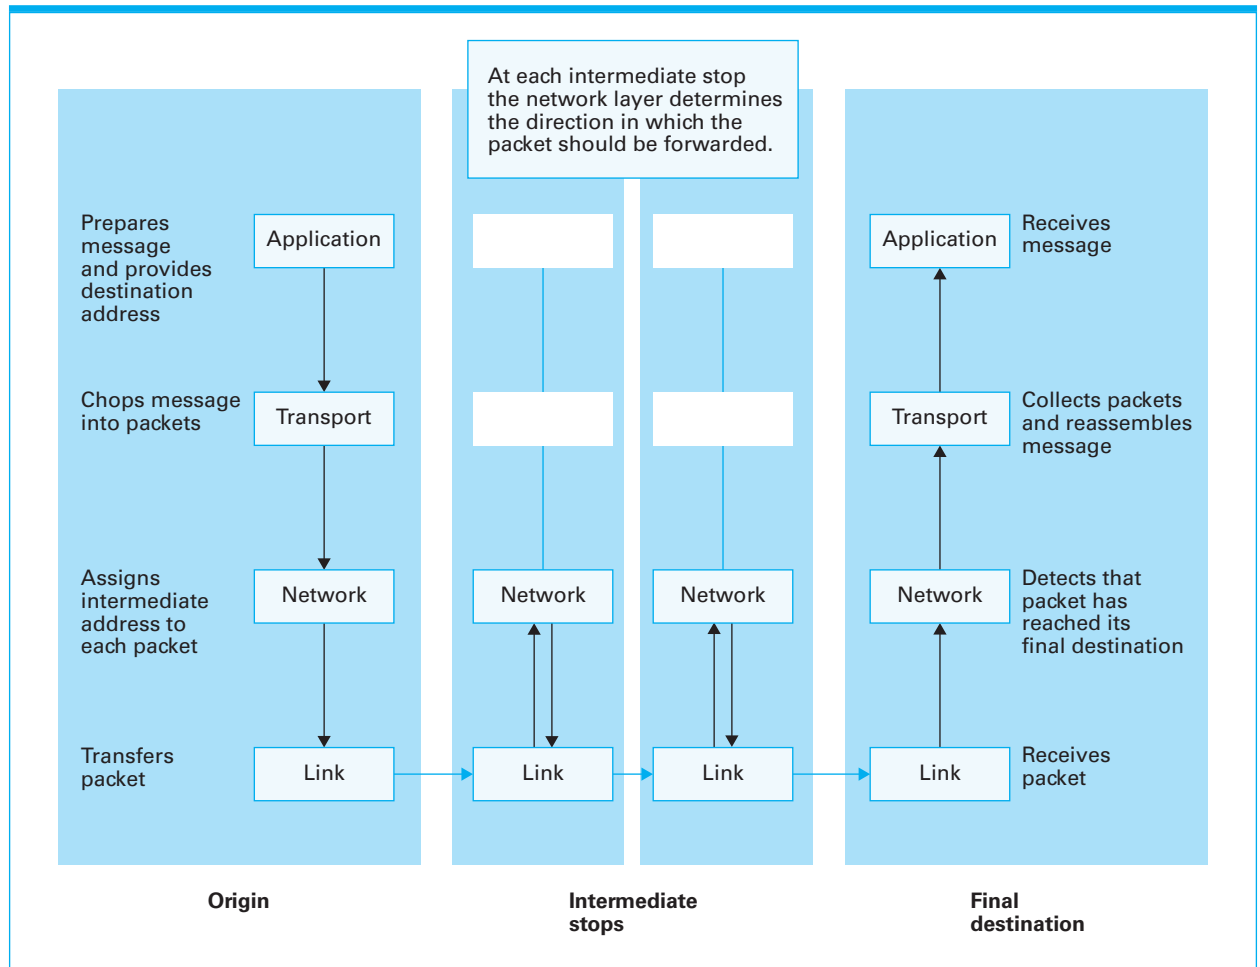 At each intermediate stop
the network layer determines
the direction in which the
packet should be forwarded.
Prepares
message
and provides
destination
address
Application
Application
Receives
message
Chops message
into packets
Transport
Transport
Collects packets
and reassembles
message
Assigns
intermediate
address to
each packet
Network
Network
Network
Network
Detects that
packet has
reached its
final destination
Transfers
packet
Link
Link
Link
Link
Receives
packet
Origin
Intermediate
stops
Final
destination